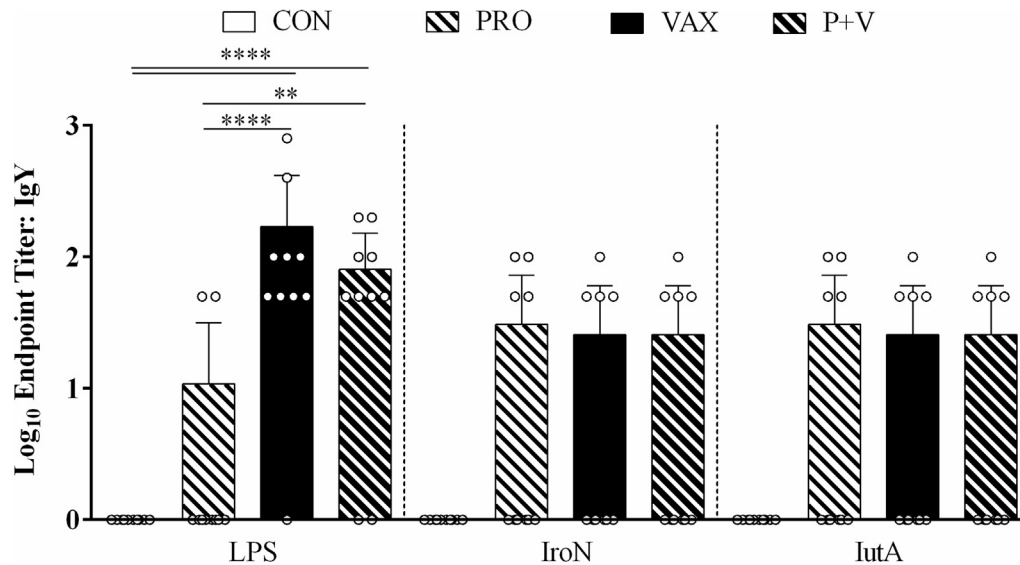 CON PRO VAX P+V
****
**
****
Log10 Endpoint Titer: IgY
3
2
1
0
LPS IroN IutA